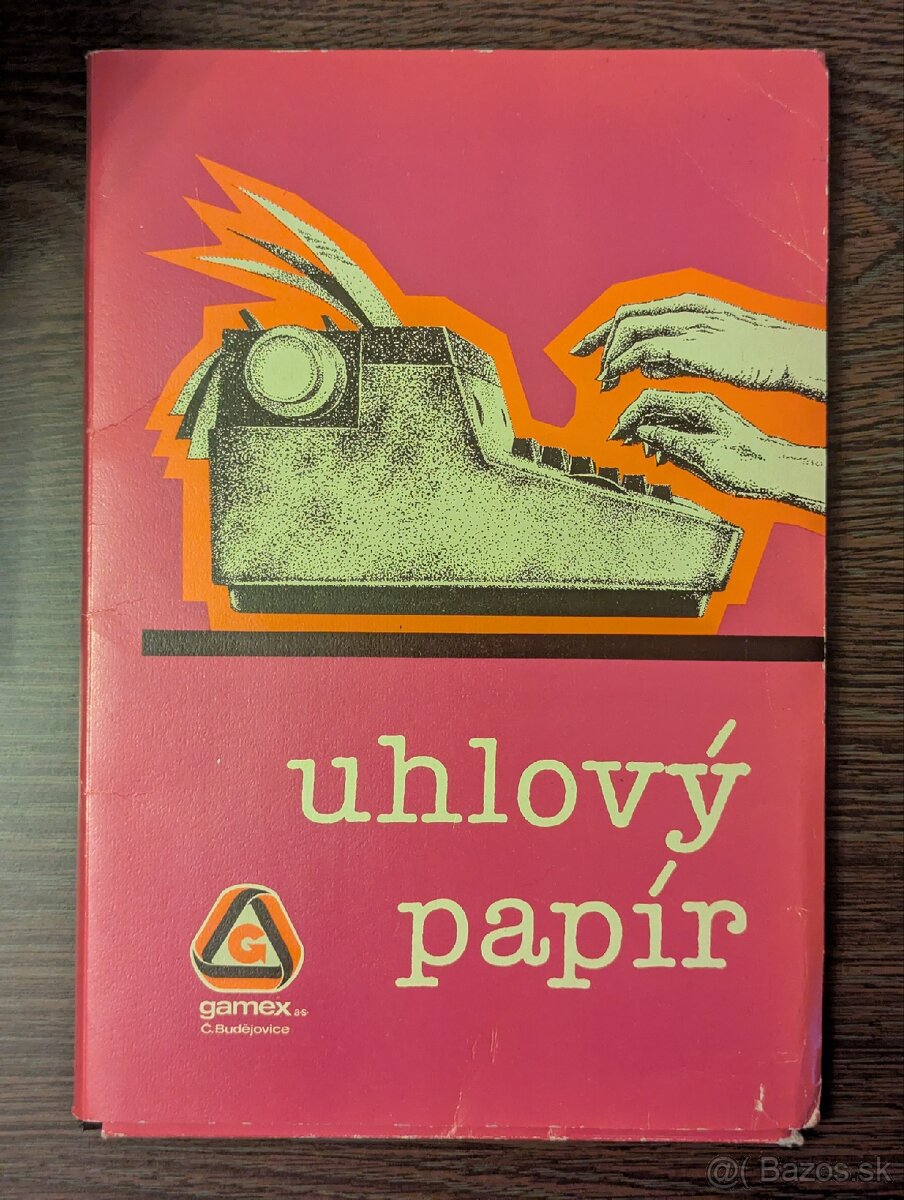 uhlový
papír
G
gamex a·s·
Č.Budějovice
@( Bazos.sk